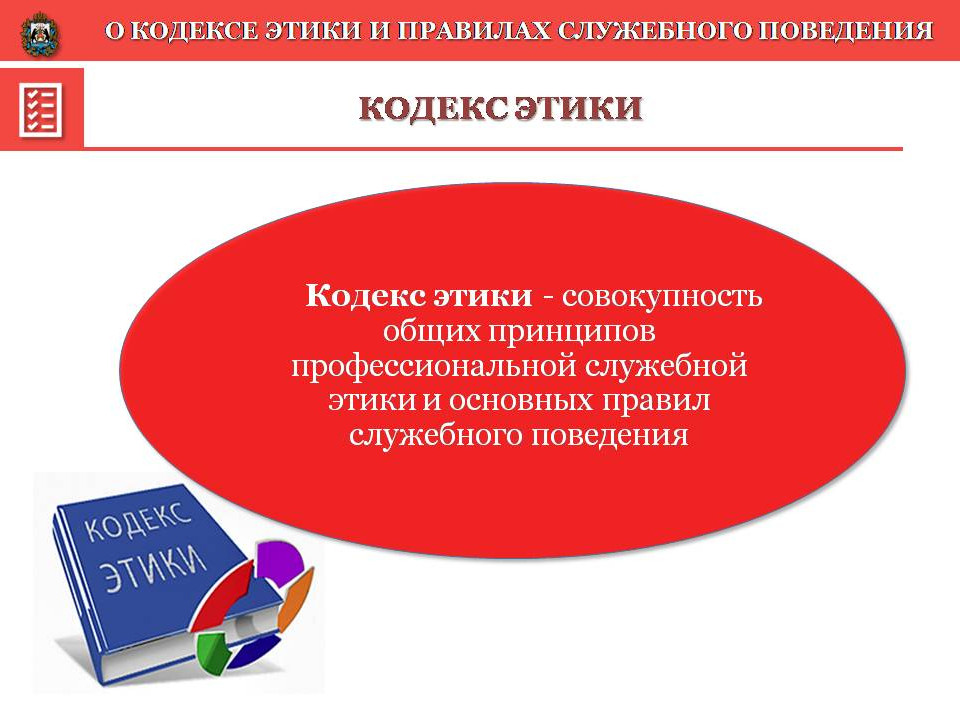 О КОДЕКСЕ ЭТИКИ И ПРАВИЛАХ СЛУЖЕБНОГО ПОВЕДЕНИЯ
КОДЕКС ЭТИКИ
Кодекс этики - совокупность
общих принципов
профессиональной служебной
этики и основных правил
служебного поведения
КОДЕКС
ЭТИКИ